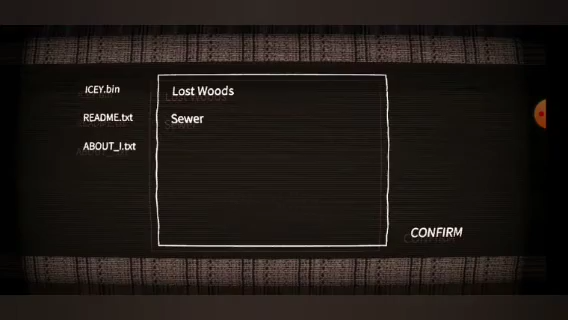 ICEY.bin
README.txt
ABOUT_I.txt
Lost Woods
Sewer
CONFIRM